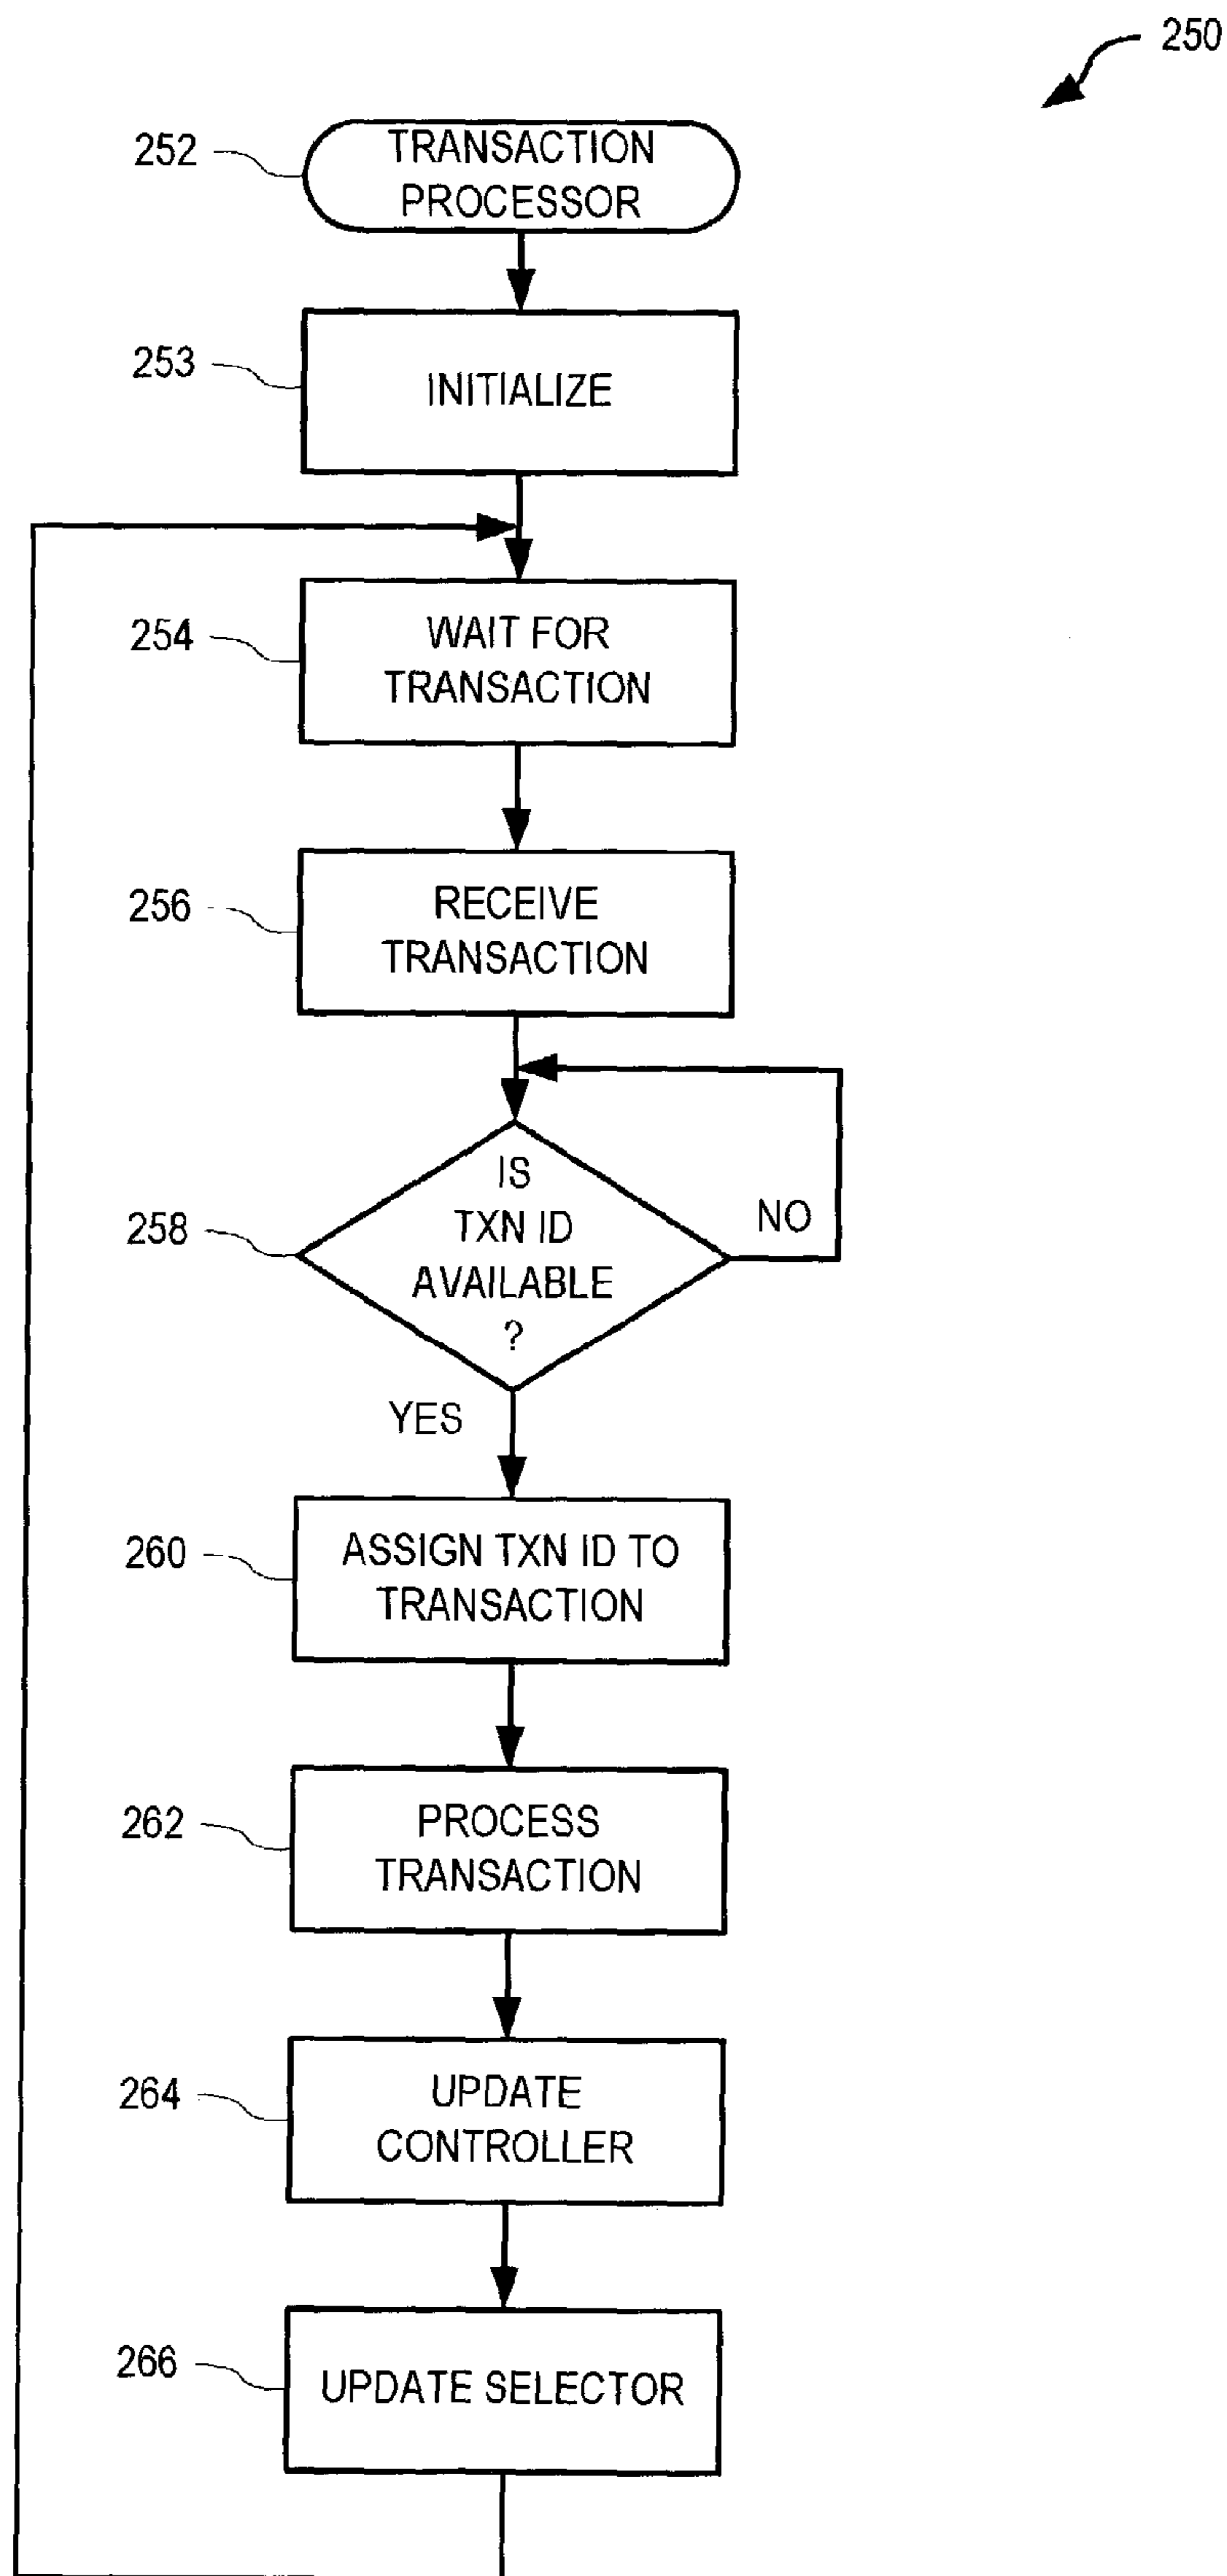 250
252
TRANSACTION
PROCESSOR
253
INITIALIZE
254
WAIT FOR
TRANSACTION
256
RECEIVE
TRANSACTION
258
IS
TXN ID
AVAILABLE
?
NO
YES
260
ASSIGN TXN ID TO
TRANSACTION
262
PROCESS
TRANSACTION
264
UPDATE
CONTROLLER
266
UPDATE SELECTOR